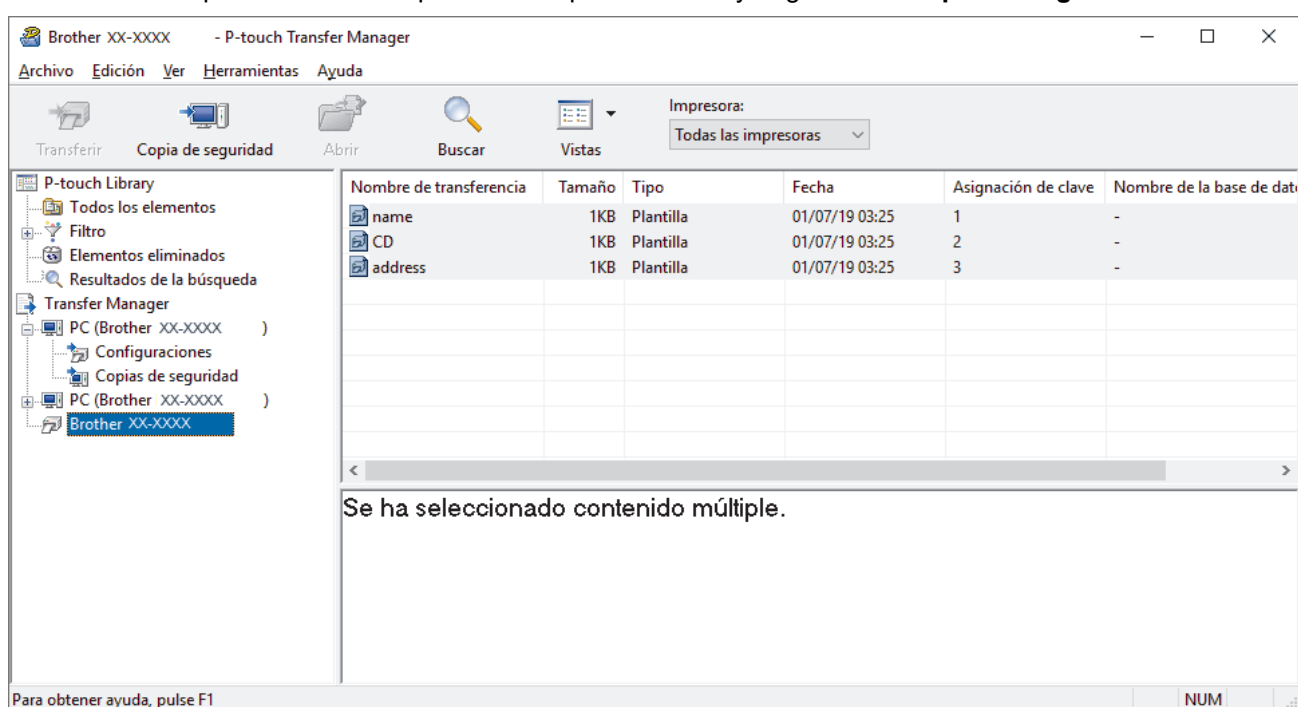 Brother XX-XXXX - P-touch Transfer Manager
Archivo Edición Ver Herramientas Ayuda
Impresora:
Todas las impresoras
Transferir Copia de seguridad Abrir Buscar Vistas
P-touch Library
Todos los elementos
Filtro
Elementos eliminados
Resultados de la búsqueda
Transfer Manager
PC (Brother XX-XXXX )
Configuraciones
Copias de seguridad
PC (Brother XX-XXXX )
Brother XX-XXXX
Nombre de transferencia Tamaño Tipo Fecha Asignación de clave Nombre de la base de dat
name 1KB Plantilla 01/07/19 03:25 1 -
CD 1KB Plantilla 01/07/19 03:25 2 -
address 1KB Plantilla 01/07/19 03:25 3 -
Se ha seleccionado contenido múltiple.
Para obtener ayuda, pulse F1 NUM